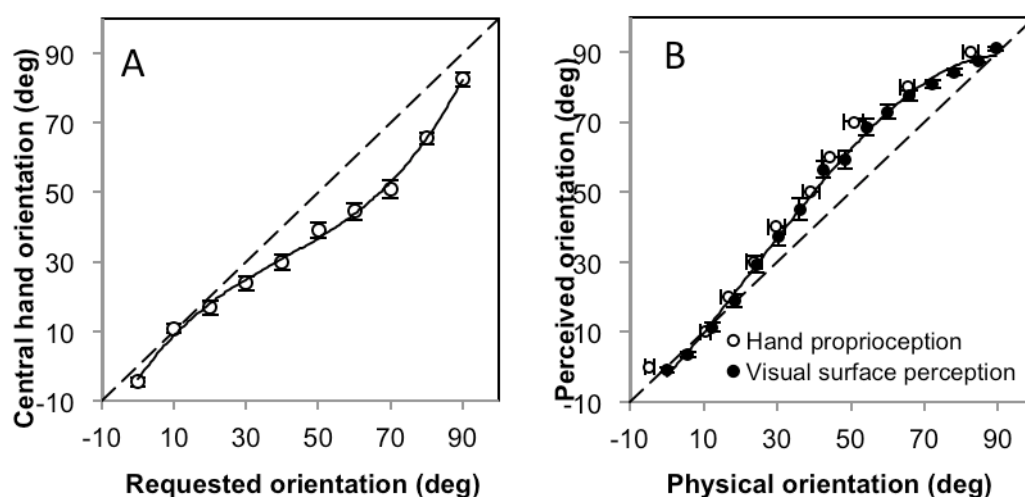 A
Central hand orientation (deg)
90
70
50
30
10
-10
-10 10 30 50 70 90
Requested orientation (deg)
B
Perceived orientation (deg)
90
70
50
30
10
-10
Hand proprioception
Visual surface perception
-10 10 30 50 70 90
Physical orientation (deg)